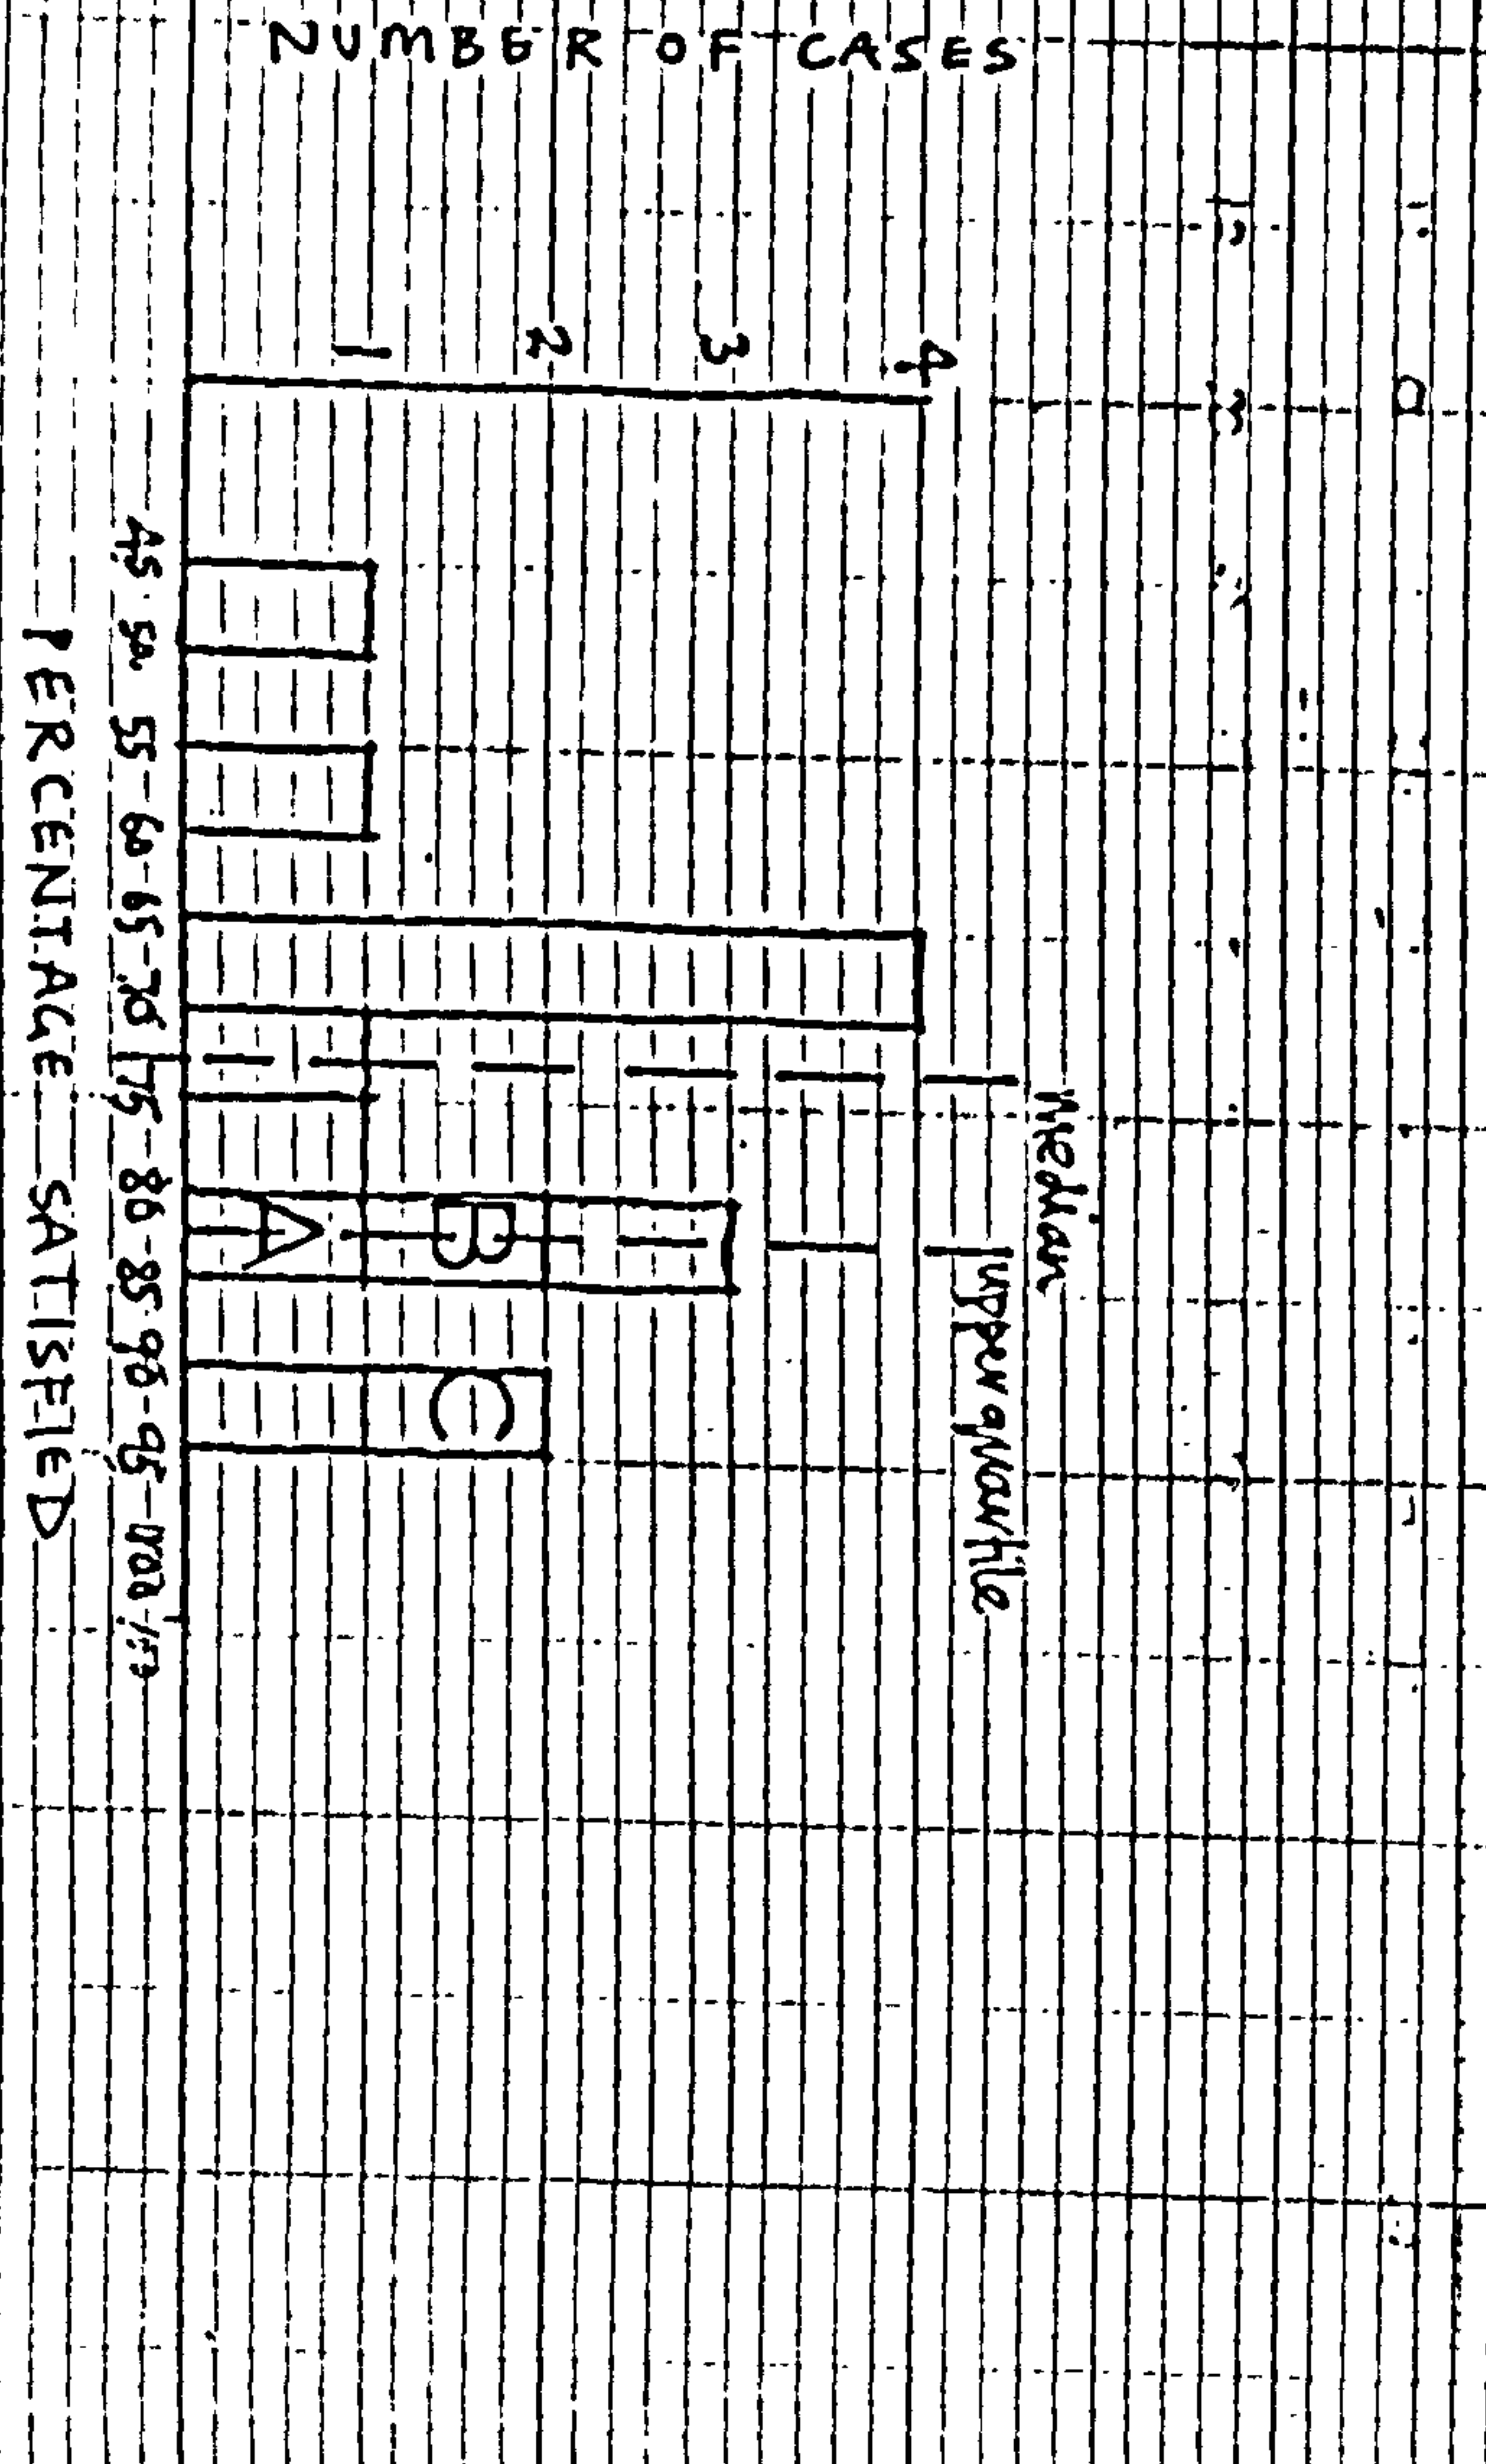 NUMBER OF CASES
4
3
2
1
Median
Upper quartile
A
B
C
45 50 55 - 60 - 65 - 70 75 - 80 - 85 90 - 95 - 100
PERCENTAGE SATISFIED